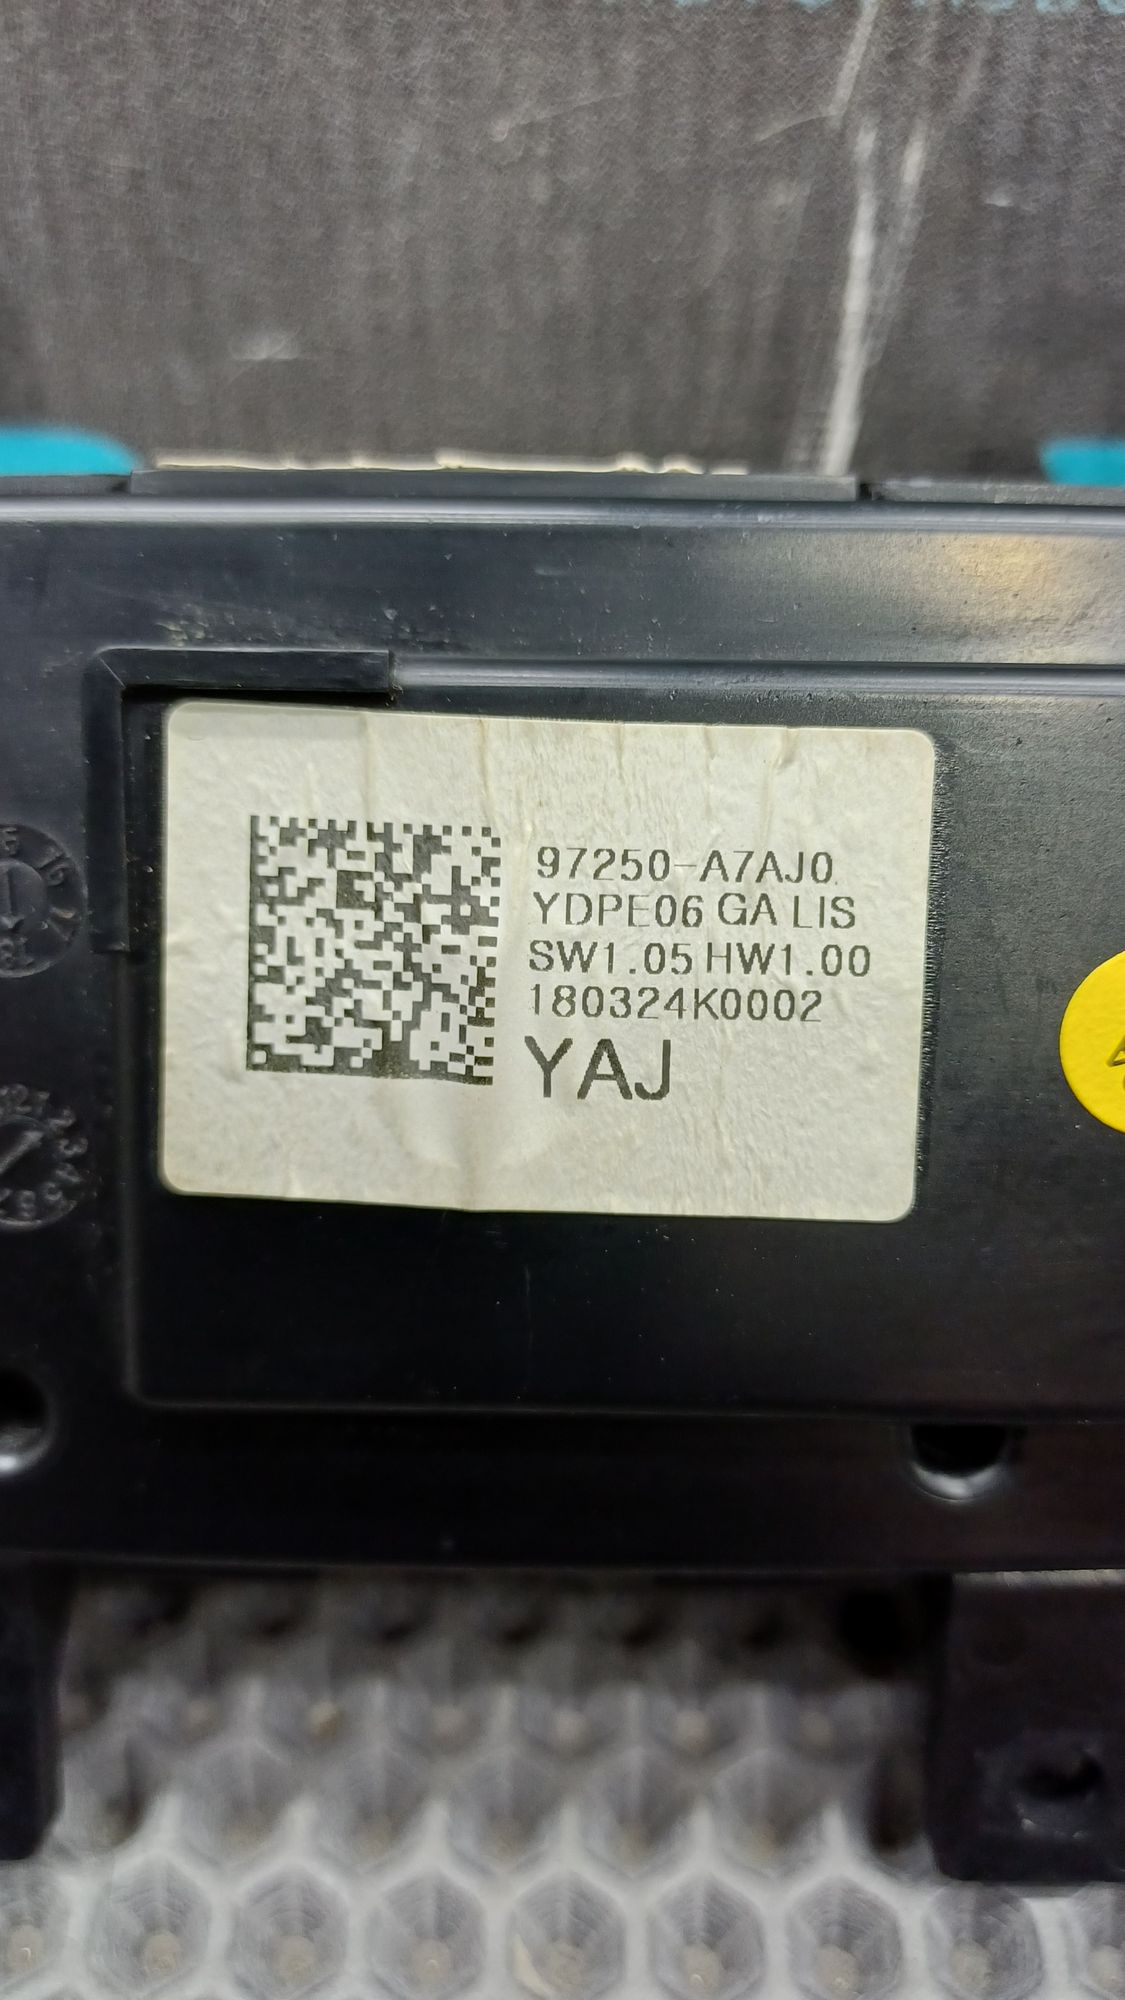 97250-A7AJ0
YDPE06 GA LIS
SW1.05 HW1.00
180324K0002
YAJ